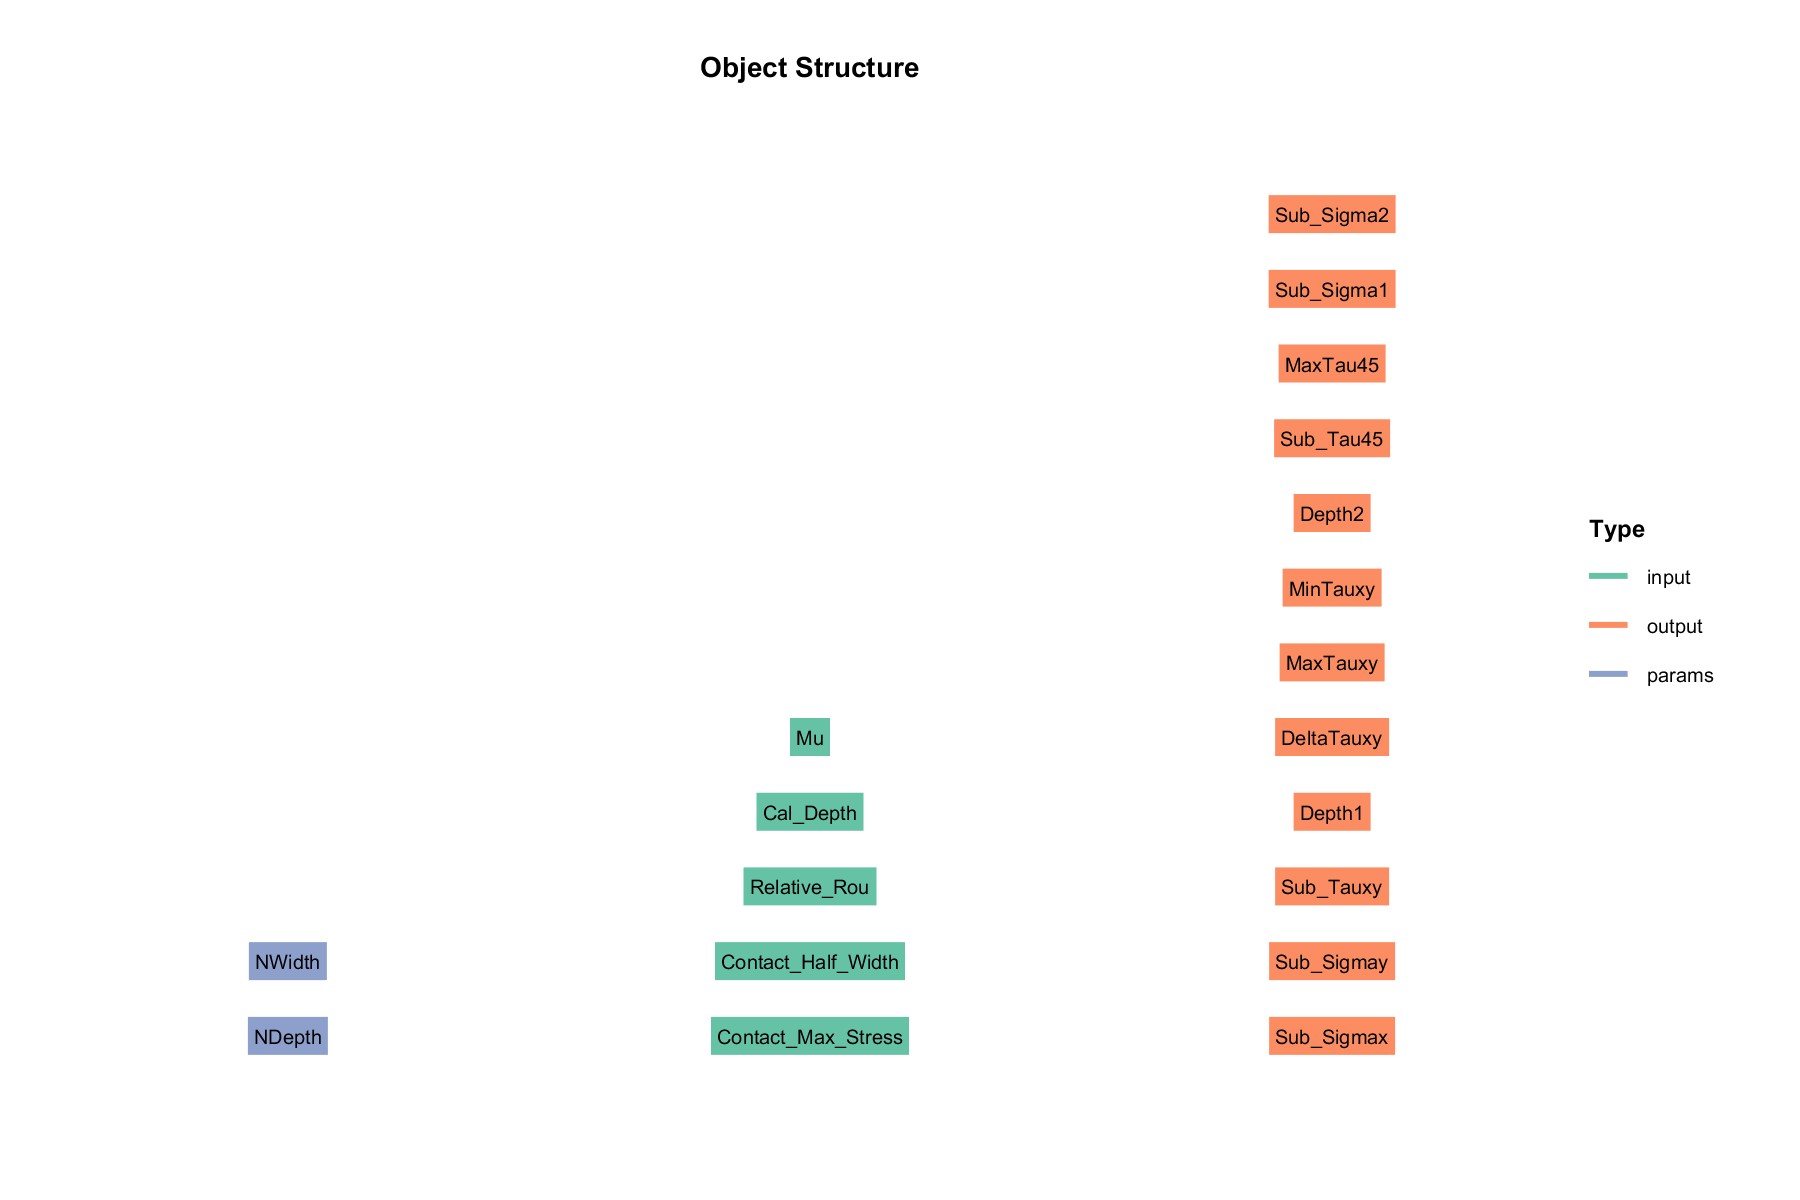 Object Structure
Sub_Sigma2
Sub_Sigma1
MaxTau45
Sub_Tau45
Depth2
MinTauxy
MaxTauxy
Mu
DeltaTauxy
Cal_Depth
Depth1
Relative_Rou
Sub_Tauxy
NWidth
Contact_Half_Width
Sub_Sigmay
NDepth
Contact_Max_Stress
Sub_Sigmax
Type
input
output
params